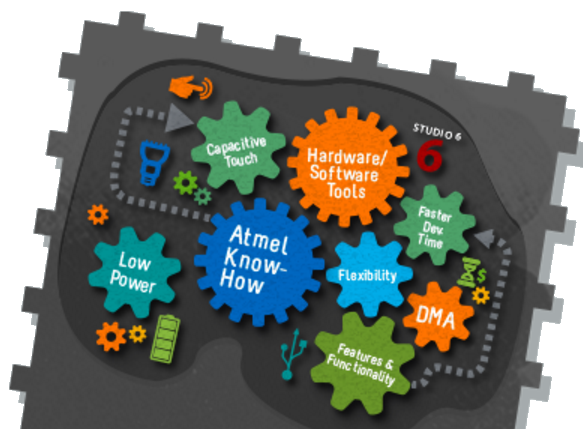 STUDIO 6
6
Capacitive
Touch
Hardware/
Software
Tools
Faster
Dev.
Time
Atmel
Know-
How
Low
Power
Flexibility
$
DMA
Features &
Functionality